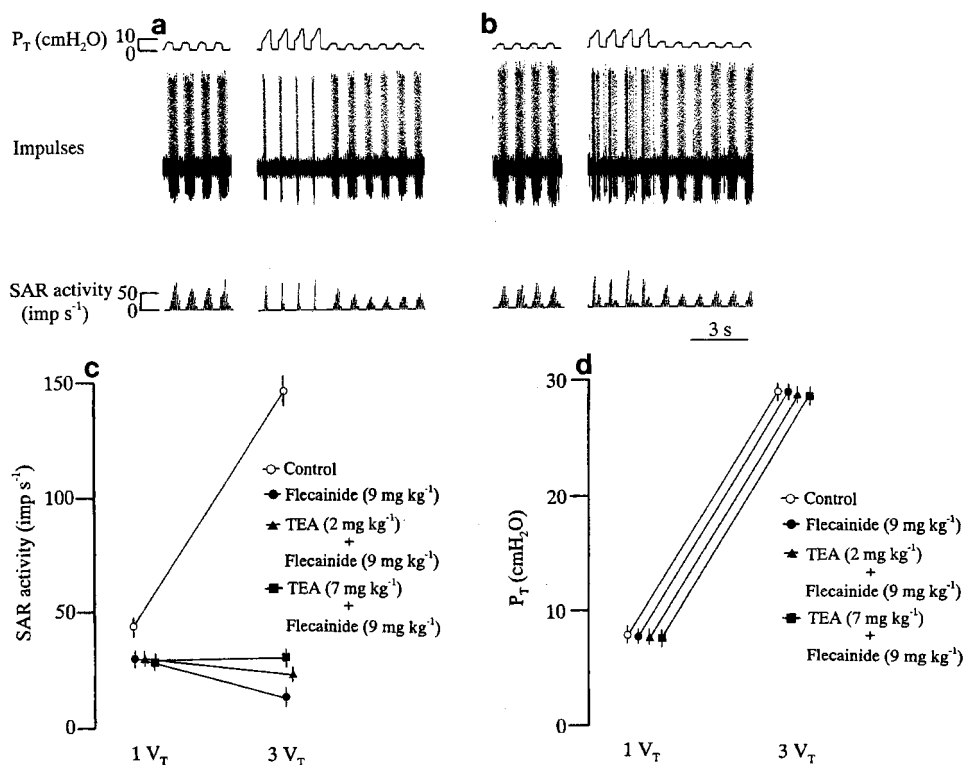 a
b
P_T (cmH₂O)
10
0
Impulses
SAR activity
(imp s⁻¹)
50
0
3 s
c
150
100
50
0
SAR activity (imp s⁻¹)
Control
Flecainide (9 mg kg⁻¹)
TEA (2 mg kg⁻¹)
+
Flecainide (9 mg kg⁻¹)
TEA (7 mg kg⁻¹)
+
Flecainide (9 mg kg⁻¹)
1 V_T
3 V_T
d
30
20
10
0
P_T (cmH₂O)
Control
Flecainide (9 mg kg⁻¹)
TEA (2 mg kg⁻¹)
+
Flecainide (9 mg kg⁻¹)
TEA (7 mg kg⁻¹)
+
Flecainide (9 mg kg⁻¹)
1 V_T
3 V_T